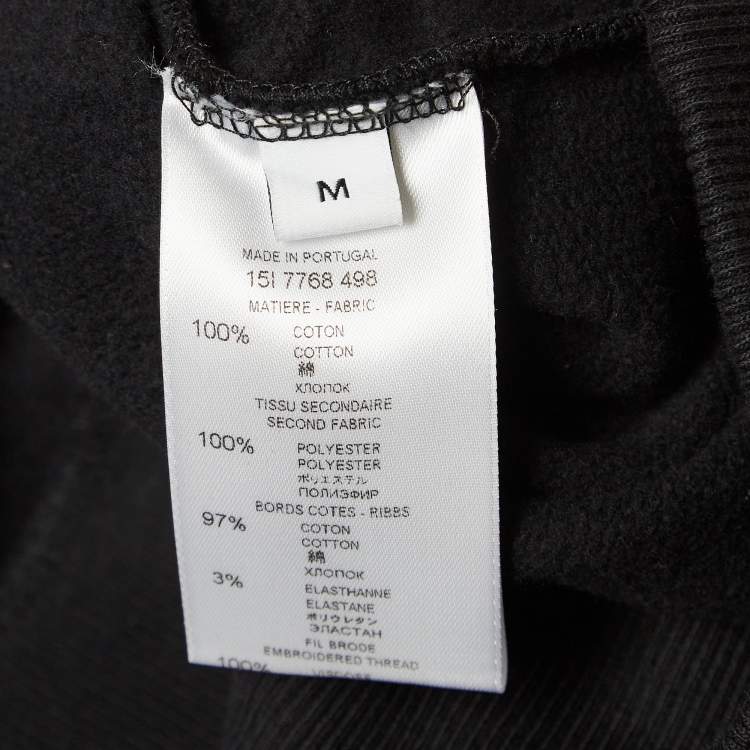 M
MADE IN PORTUGAL
15I 7768 498
MATIERE - FABRIC
100% COTON
COTTON
綿
ХЛОПОК
TISSU SECONDAIRE
SECOND FABRIC
100% POLYESTER
POLYESTER
ポリエステル
ПОЛИЭФИР
BORDS COTES - RIBBS
97% COTON
COTTON
綿
ХЛОПОК
3% ELASTHANNE
ELASTANE
ポリウレタン
ЭЛАСТАН
FIL BRODE
EMBROIDERED THREAD
100% VISCOSE